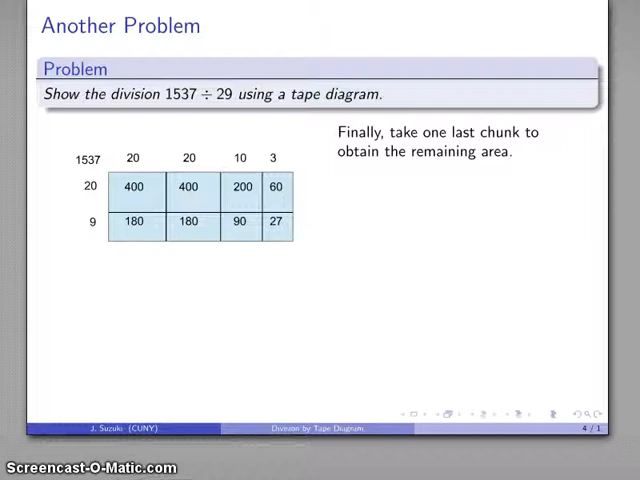 Another Problem
Problem
Show the division 1537 ÷ 29 using a tape diagram.
Finally, take one last chunk to
obtain the remaining area.
1537 20 20 10 3
20 400 400 200 60
9 180 180 90 27
J. Suzuki (CUNY) Division by Tape Diagram 4 / 1
Screencast-O-Matic.com